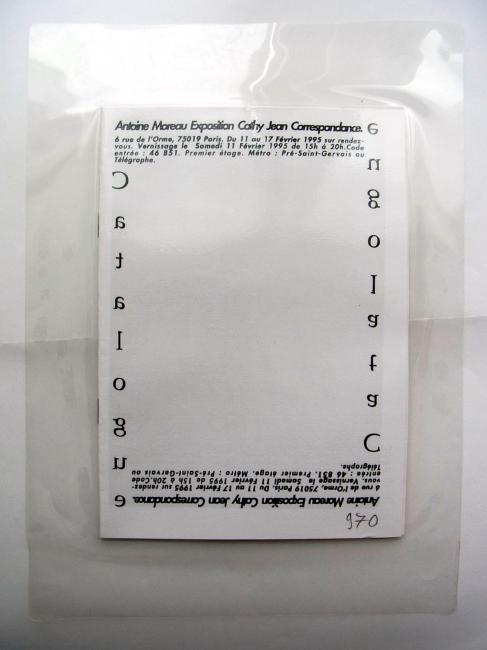 Antoine Moreau Exposition Cathy Jean Correspondance.
6 rue de l'Orme, 75019 Paris. Du 11 au 17 Février 1995 sur rendez-
vous. Vernissage le Samedi 11 Février 1995 de 15h à 20h.Code
entrée : 46 B51. Premier étage. Métro : Pré-Saint-Gervais ou
Télégraphe.
Catalogue
Catalogue
Antoine Moreau Exposition Cathy Jean Correspondance.
6 rue de l'Orme, 75019 Paris. Du 11 au 17 Février 1995 sur rendez-
vous. Vernissage le Samedi 11 Février 1995 de 15h à 20h.Code
entrée : 46 B51. Premier étage. Métro : Pré-Saint-Gervais ou
Télégraphe.
970